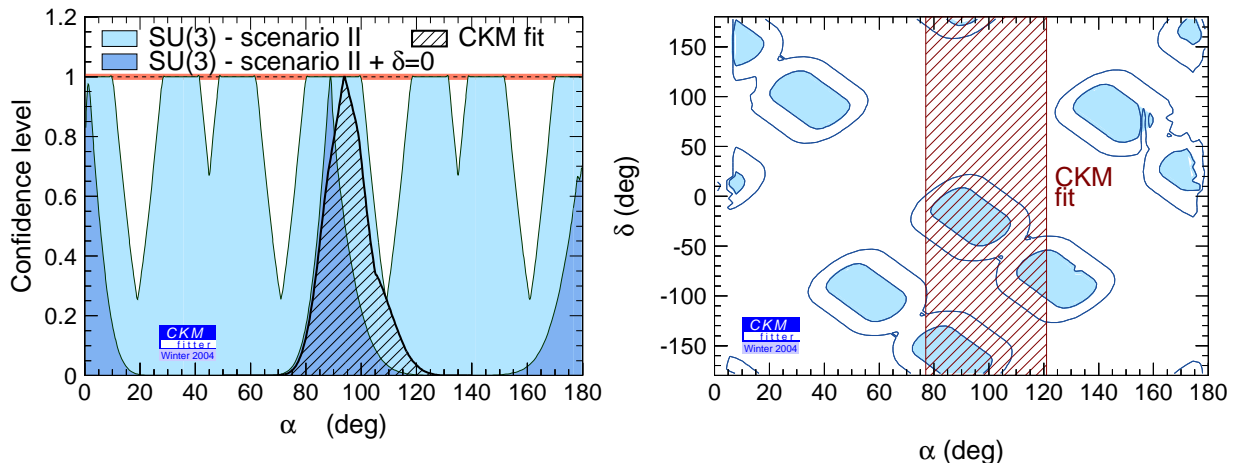 1.2
1
0.8
0.6
0.4
0.2
0
Confidence level
SU(3) - scenario II
CKM fit
SU(3) - scenario II + δ=0
CKM
fitter
Winter 2004
0 20 40 60 80 100 120 140 160 180
α (deg)
150
100
50
0
-50
-100
-150
δ (deg)
CKM
fit
CKM
fitter
Winter 2004
0 20 40 60 80 100 120 140 160 180
α (deg)